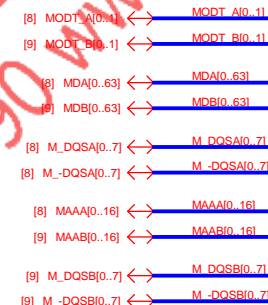 [8] MODT_A[0..1] MODT_A[0..1]
[9] MODT_B[0..1] MODT_B[0..1]
[8] MDA[0..63] MDA[0..63]
[9] MDB[0..63] MDB[0..63]
[8] M_DQSA[0..7] M_DQSA[0..7]
[8] M_-DQSA[0..7] M_-DQSA[0..7]
[8] MAAA[0..16] MAAA[0..16]
[9] MAAB[0..16] MAAB[0..16]
[9] M_DQSB[0..7] M_DQSB[0..7]
[9] M_-DQSB[0..7] M_-DQSB[0..7]